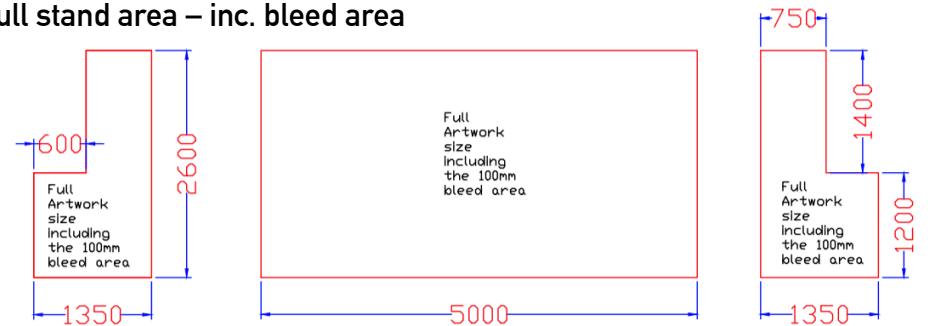 ull stand area – inc. bleed area
750
600
2600
1400
1200
Full
Artwork
size
including
the 100mm
bleed area
Full
Artwork
size
including
the 100mm
bleed area
Full
Artwork
size
including
the 100mm
bleed area
1350
5000
1350